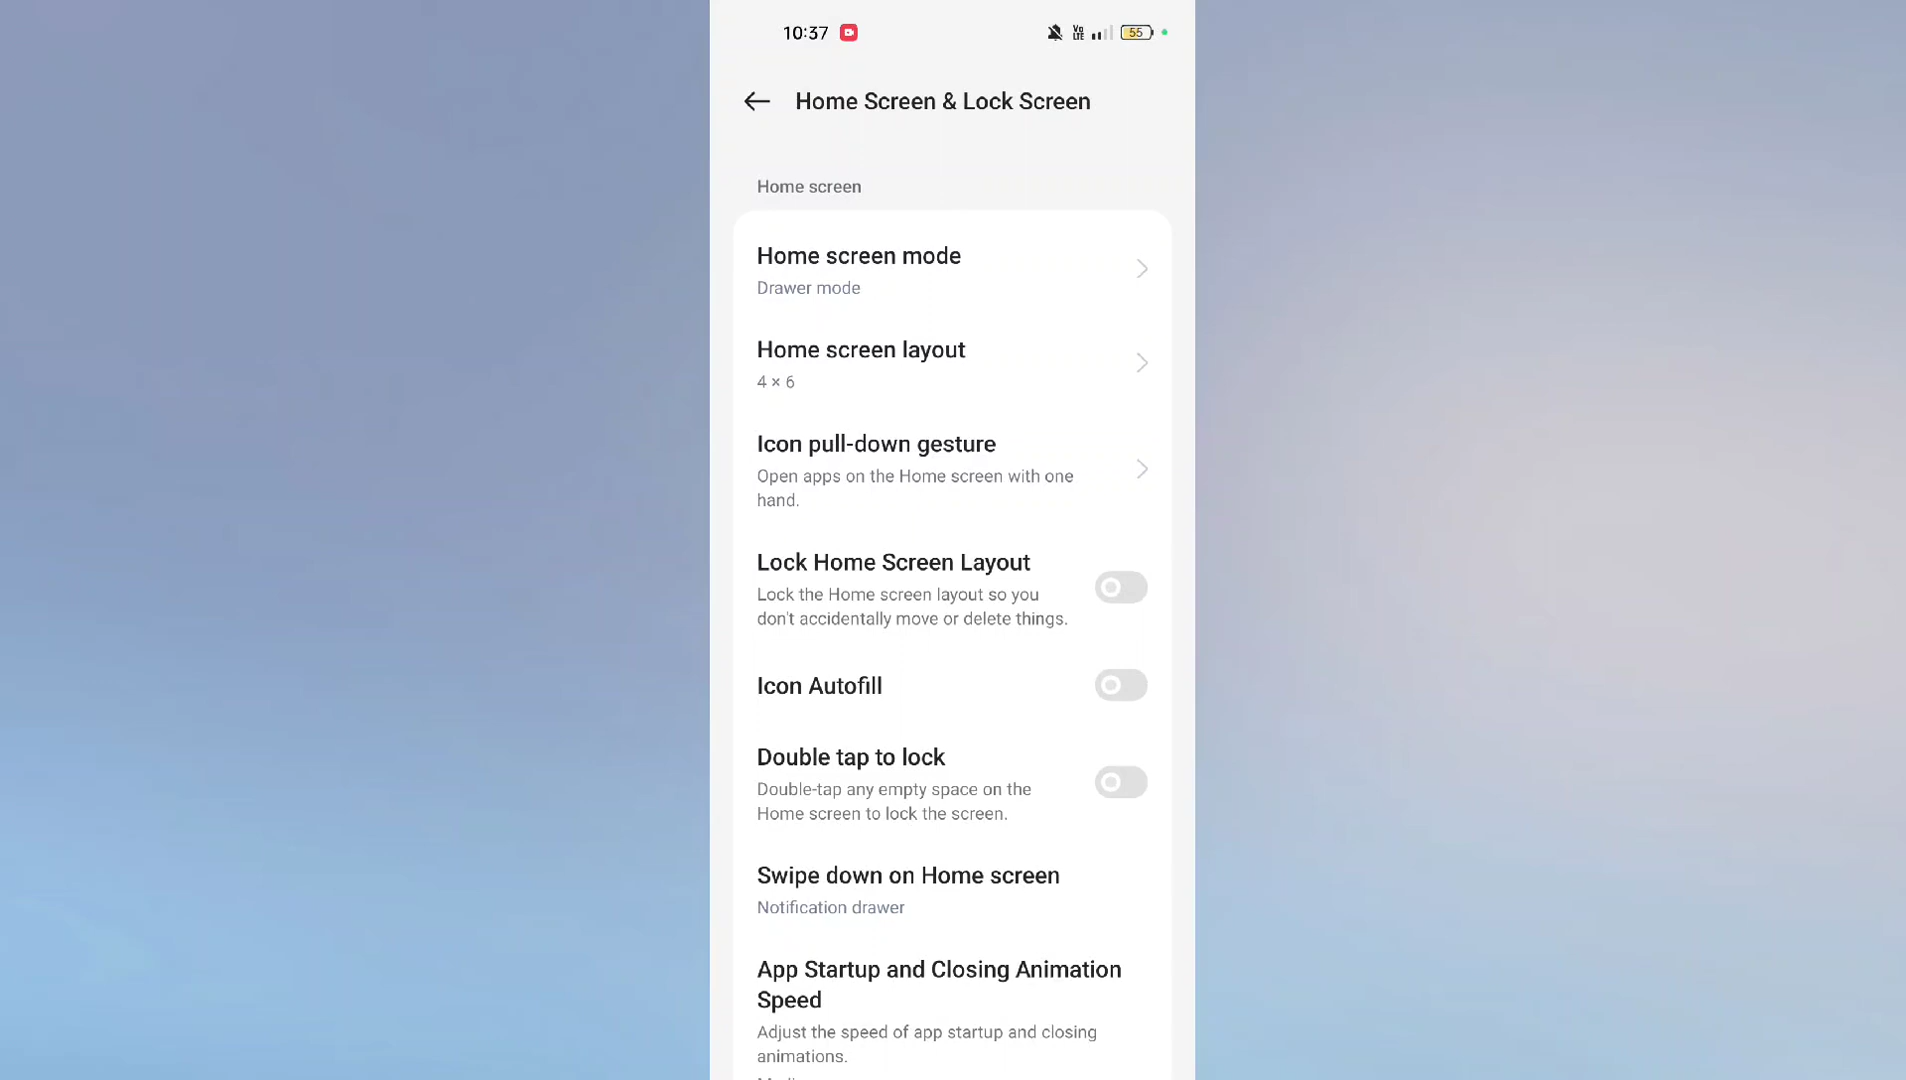 10:37
Vo
LTE
55
Home Screen & Lock Screen
Home screen
Home screen mode
Drawer mode
Home screen layout
4 × 6
Icon pull-down gesture
Open apps on the Home screen with one
hand.
Lock Home Screen Layout
Lock the Home screen layout so you
don't accidentally move or delete things.
Icon Autofill
Double tap to lock
Double-tap any empty space on the
Home screen to lock the screen.
Swipe down on Home screen
Notification drawer
App Startup and Closing Animation
Speed
Adjust the speed of app startup and closing
animations.